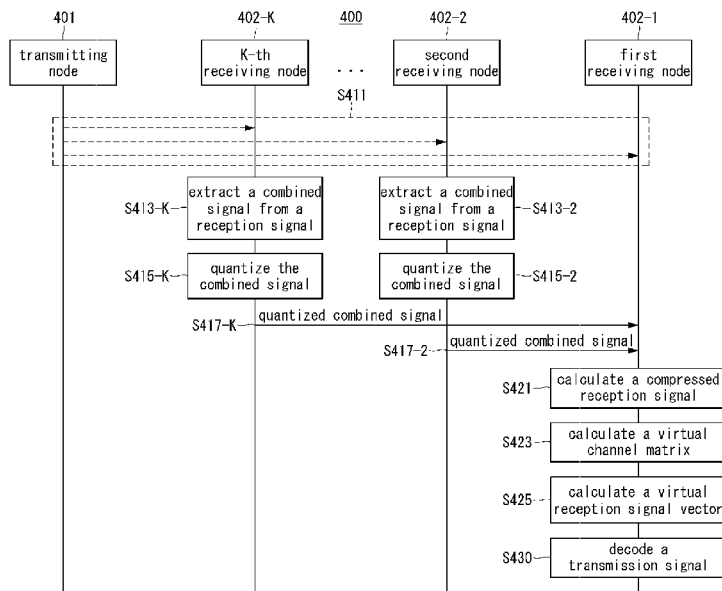 401
402-K
400
402-2
402-1
transmitting
node
K-th
receiving node
...
second
receiving node
first
receiving node
S411
S413-K
extract a combined
signal from a
reception signal
extract a combined
signal from a
reception signal
S413-2
S415-K
quantize the
combined signal
quantize the
combined signal
S415-2
S417-K
quantized combined signal
S417-2
quantized combined signal
S421
calculate a compressed
reception signal
S423
calculate a virtual
channel matrix
S425
calculate a virtual
reception signal vector
S430
decode a
transmission signal